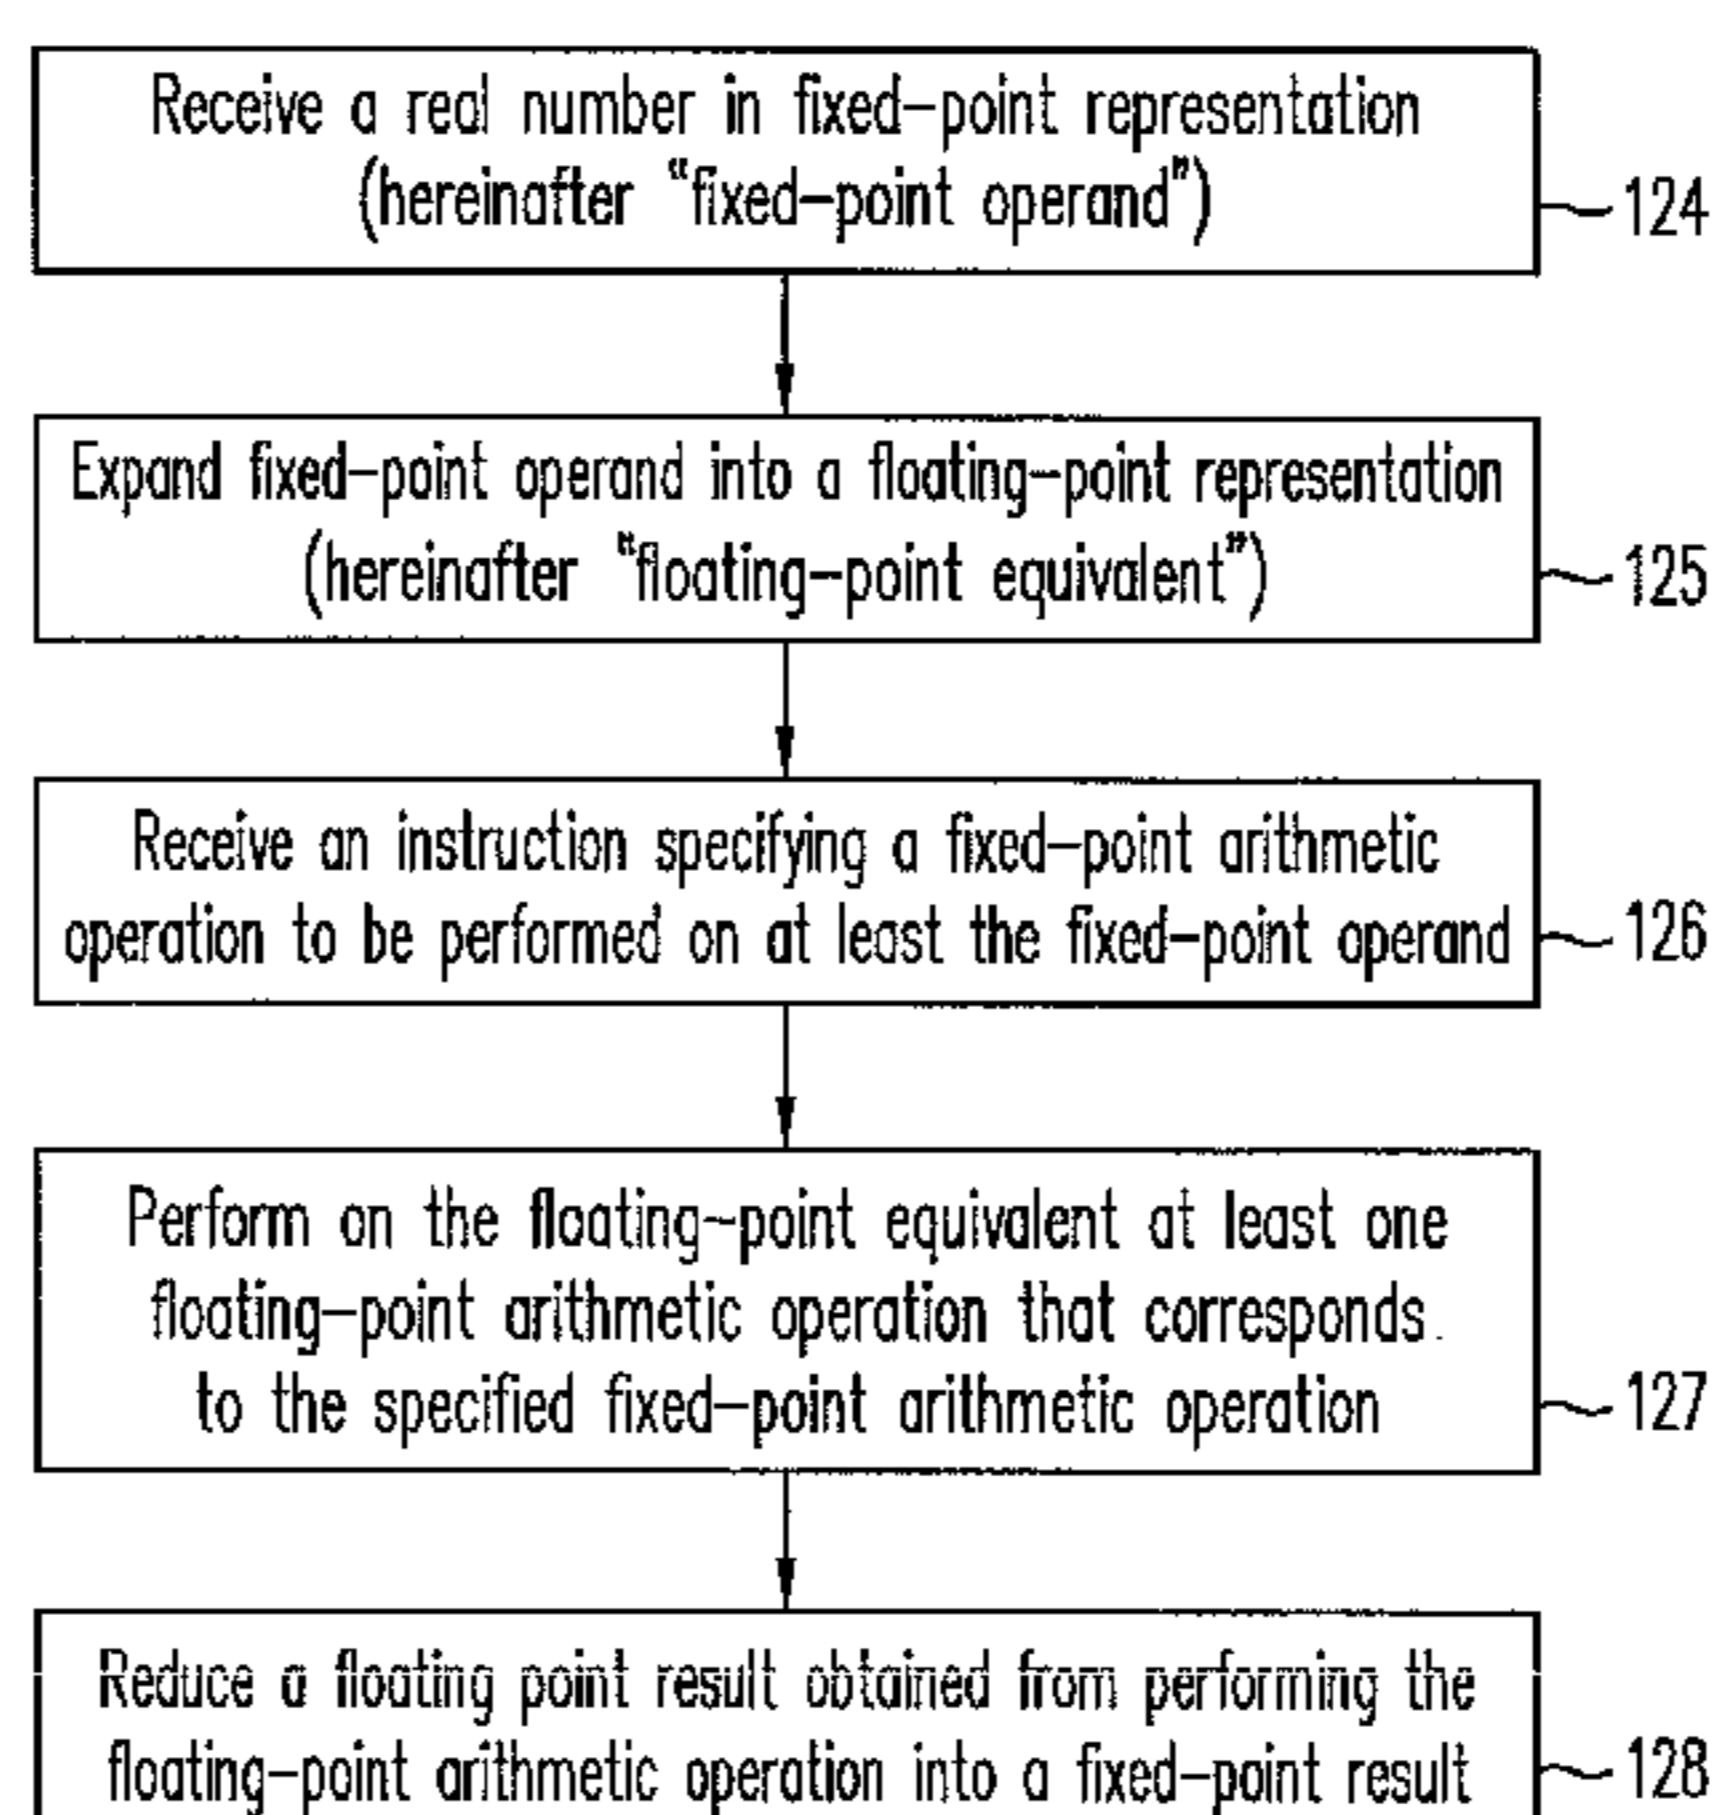 Receive a real number in fixed-point representation
(hereinafter "fixed-point operand")
124
Expand fixed-point operand into a floating-point representation
(hereinafter "floating-point equivalent")
125
Receive an instruction specifying a fixed-point arithmetic
operation to be performed on at least the fixed-point operand
126
Perform on the floating-point equivalent at least one
floating-point arithmetic operation that corresponds
to the specified fixed-point arithmetic operation
127
Reduce a floating point result obtained from performing the
floating-point arithmetic operation into a fixed-point result
128